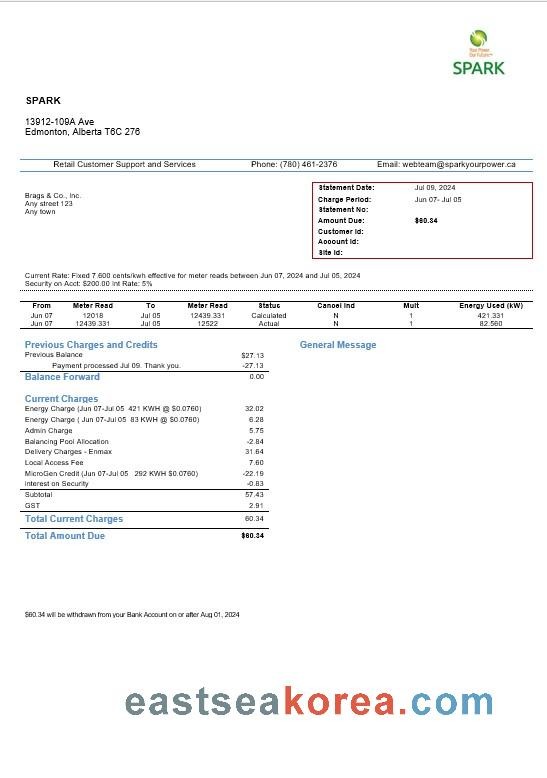 Your Power
Our Future™
SPARK
SPARK
13912-109A Ave
Edmonton, Alberta T6C 276
Retail Customer Support and Services Phone: (780) 461-2376 Email: webteam@sparkyourpower.ca
Brags & Co., Inc.
Any street 123
Any town
Statement Date: Jul 09, 2024
Charge Period: Jun 07- Jul 05
Statement No:
Amount Due: $60.34
Customer Id:
Account Id:
Site Id:
Current Rate: Fixed 7.600 cents/kwh effective for meter reads between Jun 07, 2024 and Jul 05, 2024
Security on Acct: $200.00 Int Rate: 5%
From Meter Read To Meter Read Status Cancel Ind Mult Energy Used (kW)
Jun 07 12018 Jul 05 12439.331 Calculated N 1 421.331
Jun 07 12439.331 Jul 05 12522 Actual N 1 82.560
Previous Charges and Credits General Message
Previous Balance $27.13
Payment processed Jul 09. Thank you. -27.13
Balance Forward 0.00
Current Charges
Energy Charge (Jun 07-Jul 05 421 KWH @ $0.0760) 32.02
Energy Charge ( Jun 07-Jul 05 83 KWH @ $0.0760) 6.28
Admin Charge 5.75
Balancing Pool Allocation -2.84
Delivery Charges - Enmax 31.64
Local Access Fee 7.60
MicroGen Credit (Jun 07-Jul 05 292 KWH $0.0760) -22.19
interest on Security -0.83
Subtotal 57.43
GST 2.91
Total Current Charges 60.34
Total Amount Due $60.34
$60.34 will be withdrawn from your Bank Account on or after Aug 01, 2024
eastseakorea.com